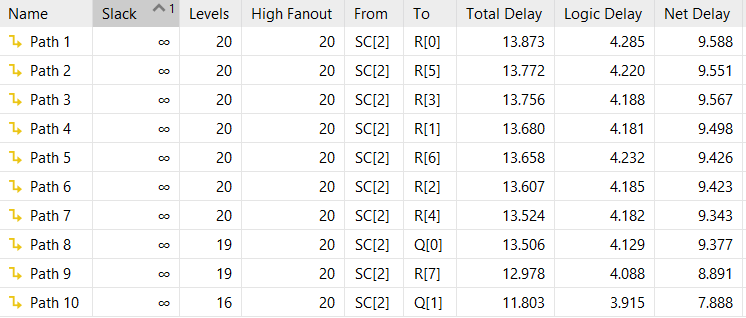 Name Slack 1 Levels High Fanout From To Total Delay Logic Delay Net Delay
Path 1 ∞ 20 20 SC[2] R[0] 13.873 4.285 9.588
Path 2 ∞ 20 20 SC[2] R[5] 13.772 4.220 9.551
Path 3 ∞ 20 20 SC[2] R[3] 13.756 4.188 9.567
Path 4 ∞ 20 20 SC[2] R[1] 13.680 4.181 9.498
Path 5 ∞ 20 20 SC[2] R[6] 13.658 4.232 9.426
Path 6 ∞ 20 20 SC[2] R[2] 13.607 4.185 9.423
Path 7 ∞ 20 20 SC[2] R[4] 13.524 4.182 9.343
Path 8 ∞ 19 20 SC[2] Q[0] 13.506 4.129 9.377
Path 9 ∞ 19 20 SC[2] R[7] 12.978 4.088 8.891
Path 10 ∞ 16 20 SC[2] Q[1] 11.803 3.915 7.888